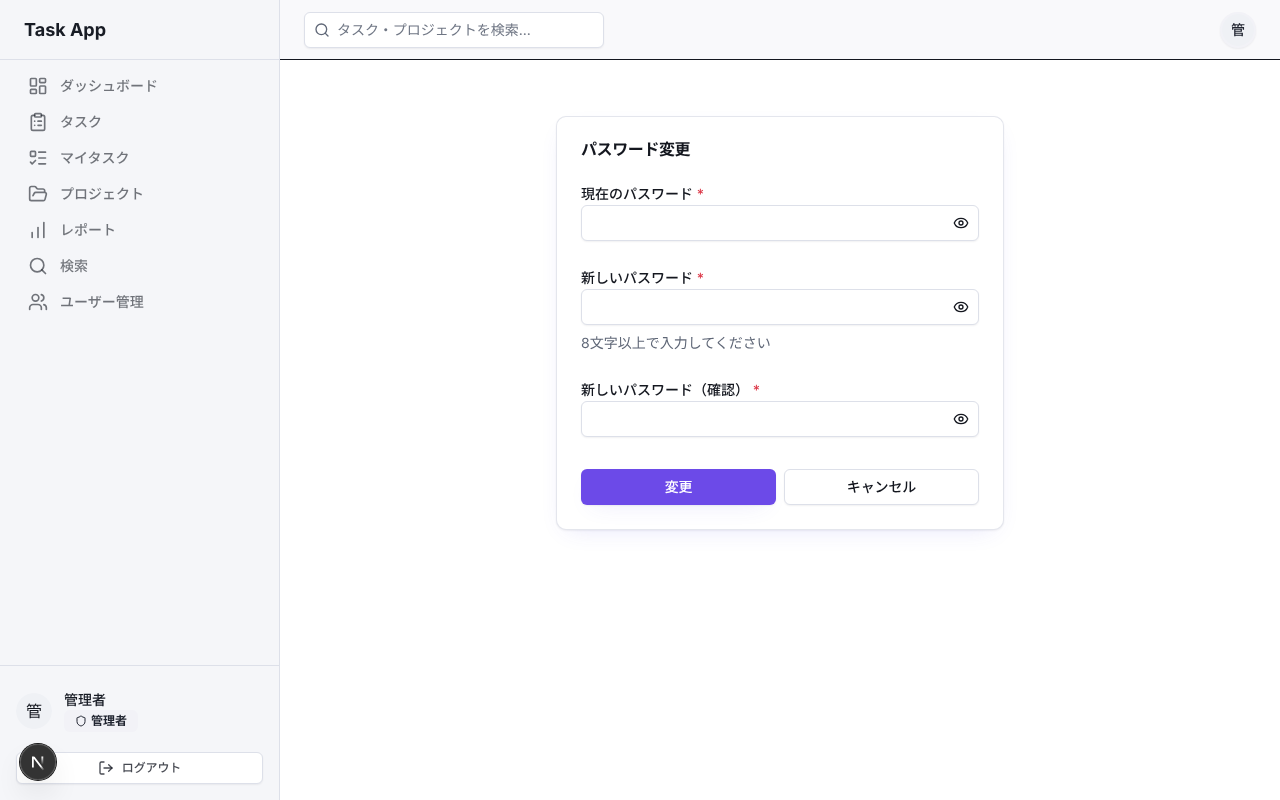 Task App
タスク・プロジェクトを検索...
管
ダッシュボード
タスク
マイタスク
プロジェクト
レポート
検索
ユーザー管理
パスワード変更
現在のパスワード *
新しいパスワード *
8文字以上で入力してください
新しいパスワード（確認） *
変更
キャンセル
管
管理者
管理者
N
ログアウト